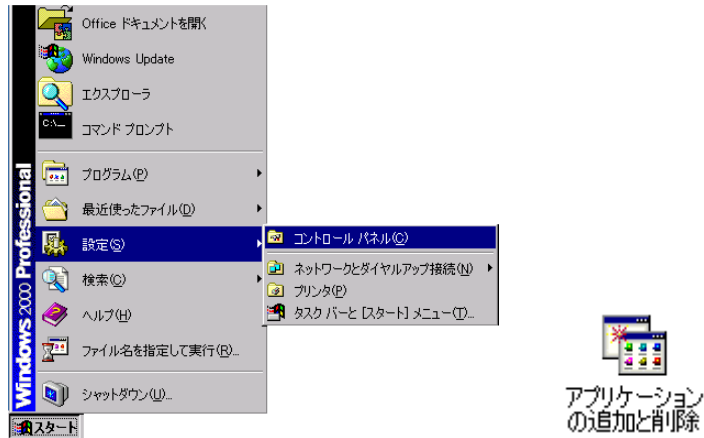 Office ドキュメントを開く
Windows Update
エクスプローラ
C:\_
コマンド プロンプト
プログラム(P)
最近使ったファイル(D)
設定(S)
検索(C)
ヘルプ(H)
ファイル名を指定して実行(R)...
シャットダウン(U)...
Windows 2000 Professional
スタート
コントロール パネル(C)
ネットワークとダイヤルアップ接続(N)
プリンタ(P)
タスク バーと [スタート] メニュー(T)...
アプリケーション
の追加と削除